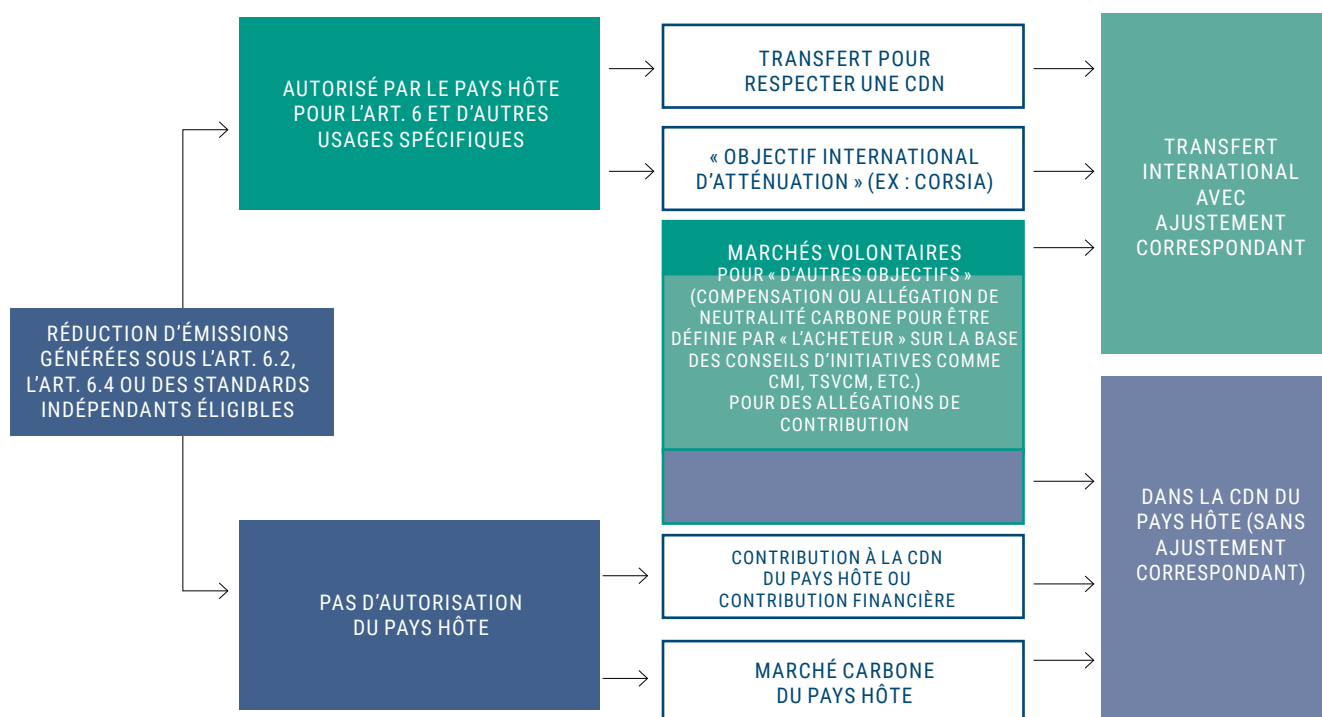 RÉDUCTION D’ÉMISSIONS
GÉNÉRÉES SOUS L’ART. 6.2,
L’ART. 6.4 OU DES STANDARDS
INDÉPENDANTS ÉLIGIBLES
AUTORISÉ PAR LE PAYS HÔTE
POUR L’ART. 6 ET D’AUTRES
USAGES SPÉCIFIQUES
PAS D’AUTORISATION
DU PAYS HÔTE
TRANSFERT POUR
RESPECTER UNE CDN
« OBJECTIF INTERNATIONAL
D’ATTÉNUATION » (EX : CORSIA)
MARCHÉS VOLONTAIRES
POUR « D’AUTRES OBJECTIFS »
(COMPENSATION OU ALLÉGATION DE
NEUTRALITÉ CARBONE POUR ÊTRE
DÉFINIE PAR « L’ACHETEUR » SUR LA BASE
DES CONSEILS D’INITIATIVES COMME
CMI, TSVCM, ETC.)
POUR DES ALLÉGATIONS DE
CONTRIBUTION
CONTRIBUTION À LA CDN
DU PAYS HÔTE OU
CONTRIBUTION FINANCIÈRE
MARCHÉ CARBONE
DU PAYS HÔTE
TRANSFERT
INTERNATIONAL
AVEC
AJUSTEMENT
CORRESPONDANT
DANS LA CDN DU
PAYS HÔTE (SANS
AJUSTEMENT
CORRESPONDANT)